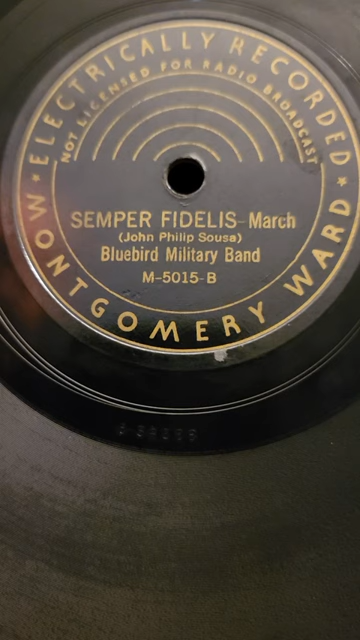 ★ ELECTRICALLY RECORDED ★
NOT LICENSED FOR RADIO BROADCAST
SEMPER FIDELIS-March
(John Philip Sousa)
Bluebird Military Band
M-5015-B
MONTGOMERY WARD